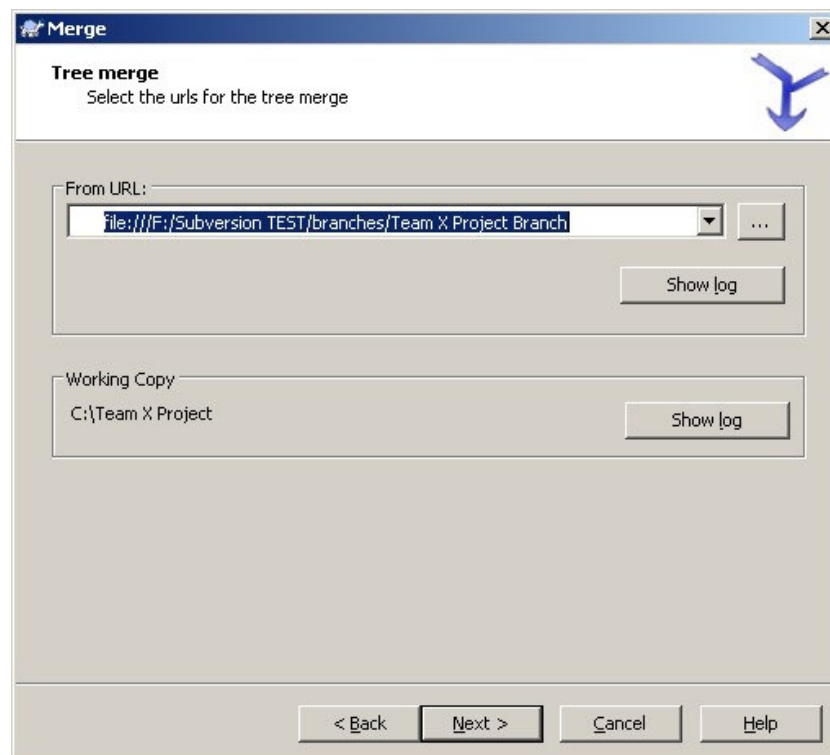 Merge
Tree merge
Select the urls for the tree merge
From URL:
file:///F:/Subversion TEST/branches/Team X Project Branch
...
Show log
Working Copy
C:\Team X Project
Show log
< Back Next > Cancel Help